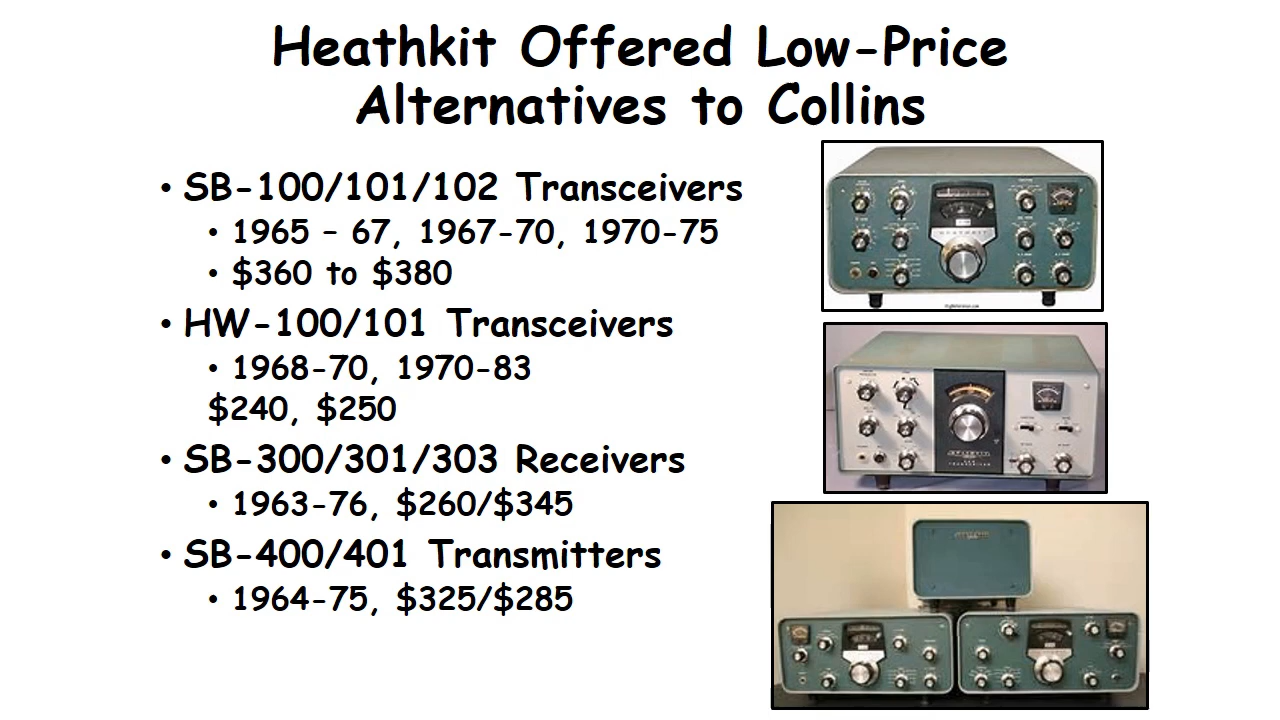 Heathkit Offered Low-Price
Alternatives to Collins
• SB-100/101/102 Transceivers
• 1965 – 67, 1967-70, 1970-75
• $360 to $380
• HW-100/101 Transceivers
• 1968-70, 1970-83
$240, $250
• SB-300/301/303 Receivers
• 1963-76, $260/$345
• SB-400/401 Transmitters
• 1964-75, $325/$285
HEATHKIT